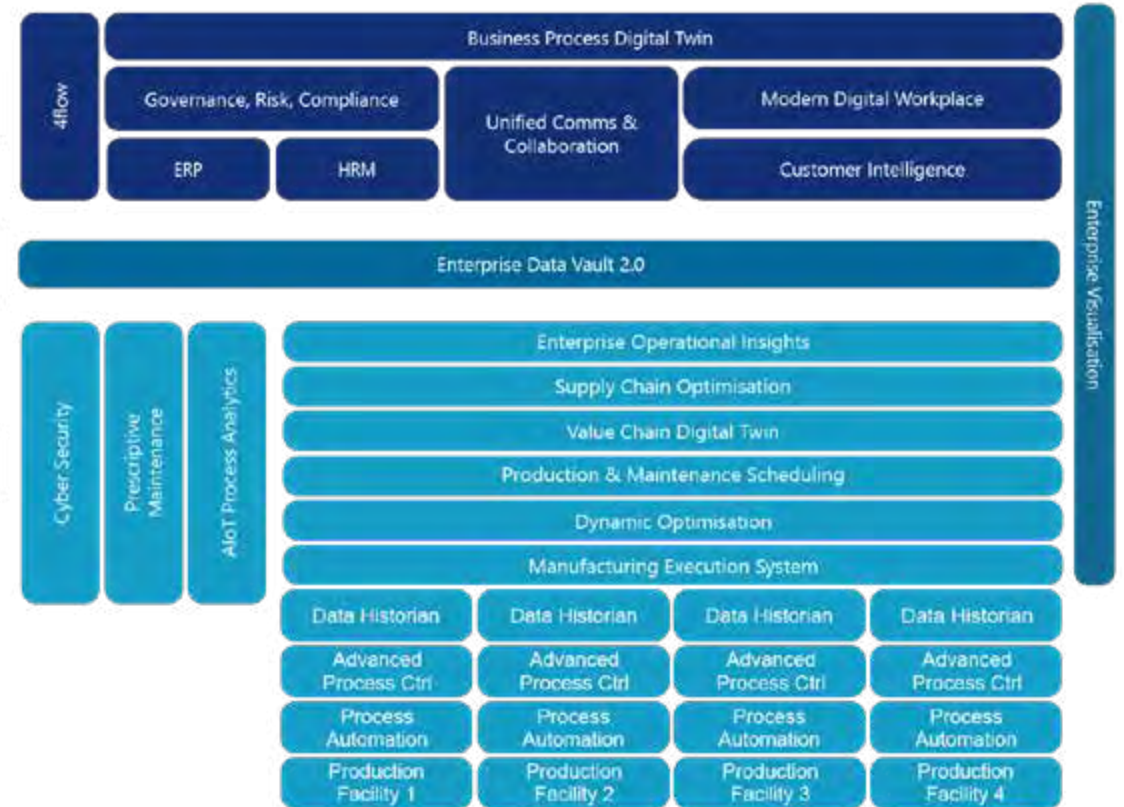 4flow
Business Process Digital Twin
Governance, Risk, Compliance
ERP
HRM
Unified Comms &
Collaboration
Modern Digital Workplace
Customer Intelligence
Enterprise Visualisation
Enterprise Data Vault 2.0
Cyber Security
Prescriptive
Maintenance
AIoT Process Analytics
Enterprise Operational Insights
Supply Chain Optimisation
Value Chain Digital Twin
Production & Maintenance Scheduling
Dynamic Optimisation
Manufacturing Execution System
Data Historian
Data Historian
Data Historian
Data Historian
Advanced
Process Ctrl
Advanced
Process Ctrl
Advanced
Process Ctrl
Advanced
Process Ctrl
Process
Automation
Process
Automation
Process
Automation
Process
Automation
Production
Facility 1
Production
Facility 2
Production
Facility 3
Production
Facility 4